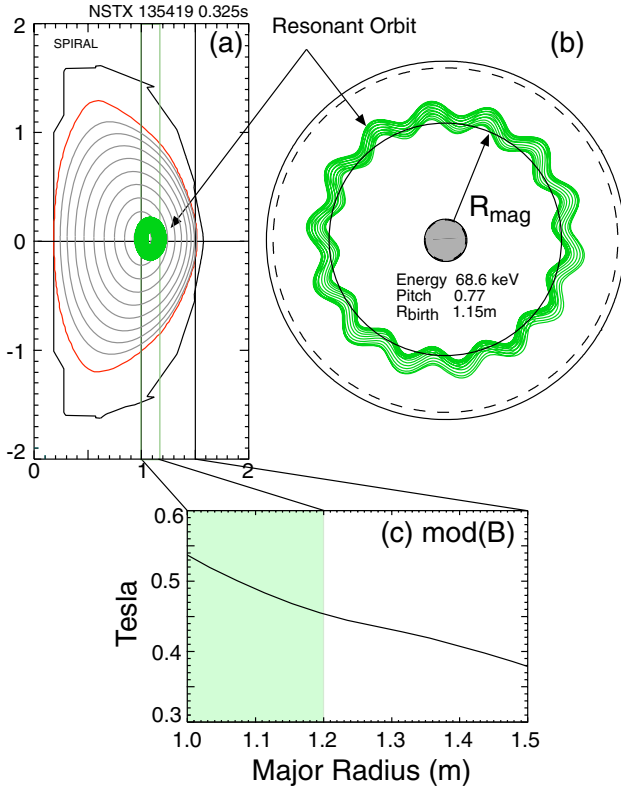 NSTX 135419 0.325s
SPIRAL
(a)
Resonant Orbit
(b)
2
1
0
-1
-2
0
1
2
Rmag
Energy 68.6 keV
Pitch 0.77
Rbirth 1.15m
(c) mod(B)
Tesla
0.6
0.5
0.4
0.3
1.0
1.1
1.2
1.3
1.4
1.5
Major Radius (m)